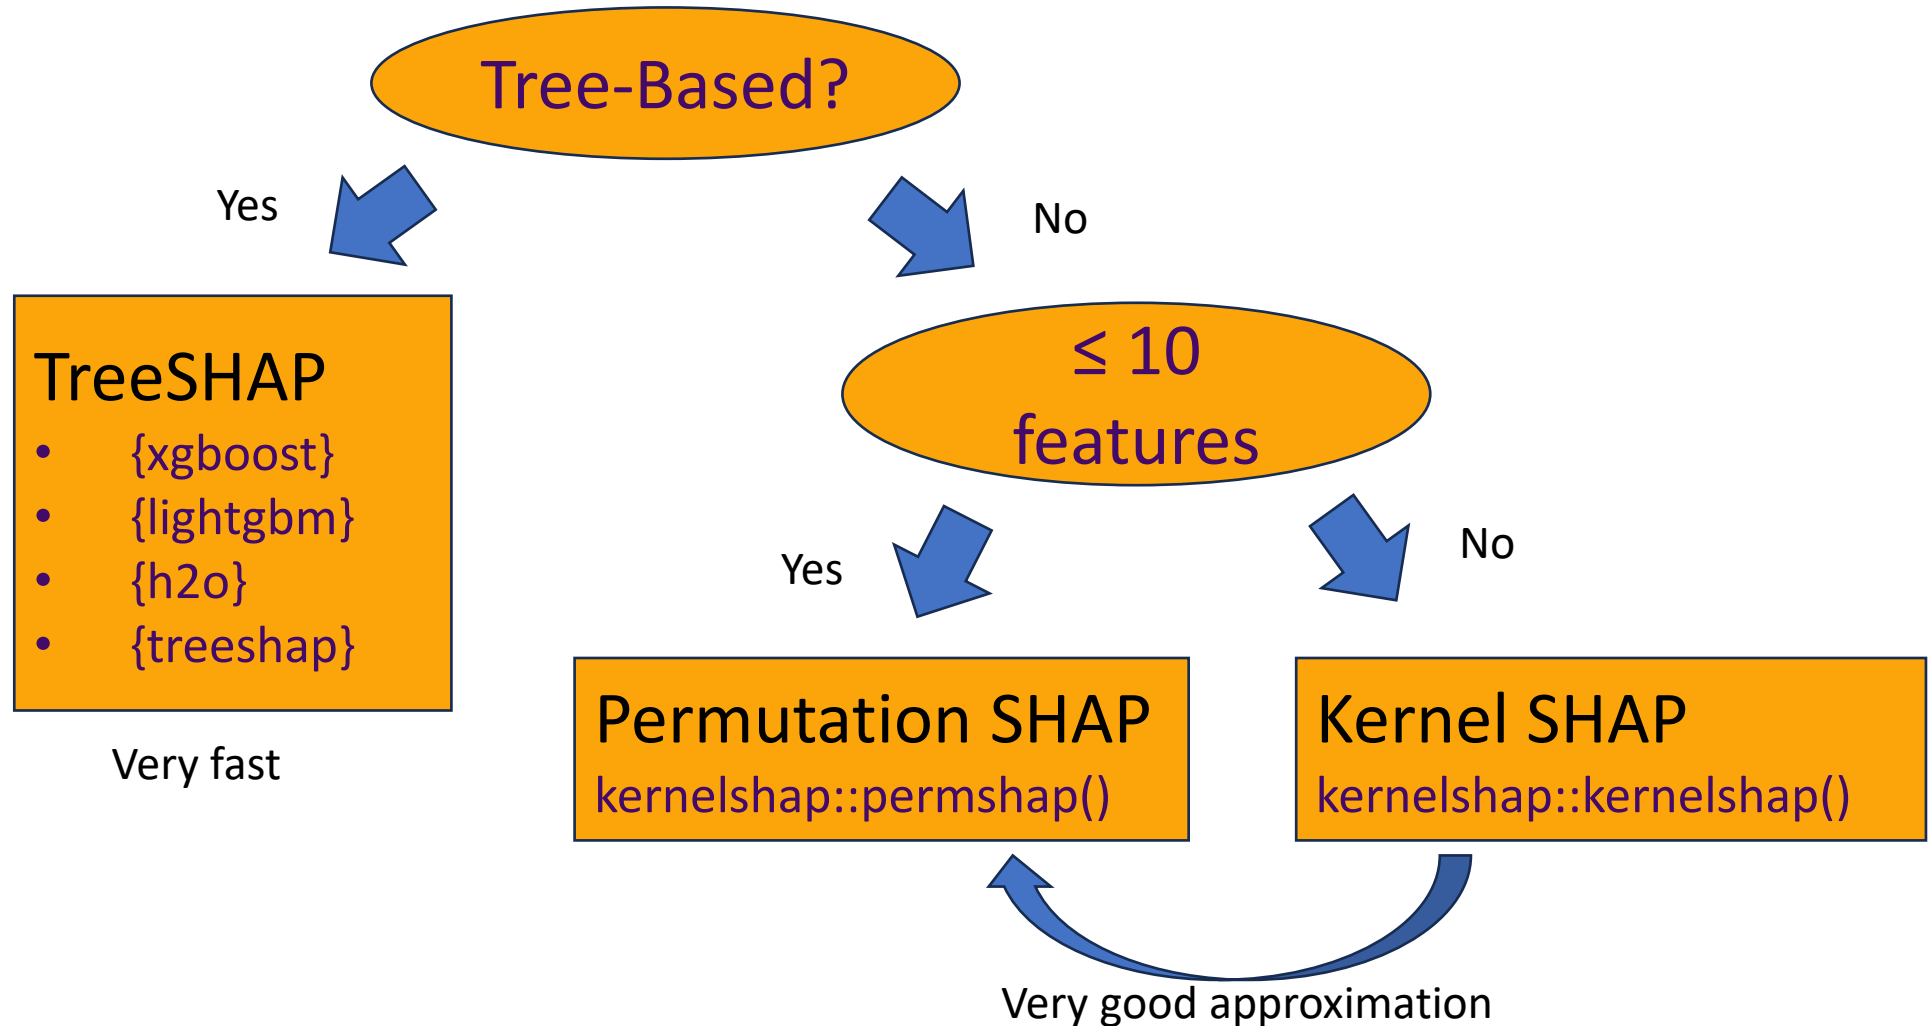 Tree-Based?
Yes
No
TreeSHAP
• {xgboost}
• {lightgbm}
• {h2o}
• {treeshap}
Very fast
≤ 10
features
Yes
No
Permutation SHAP
kernelshap::permshap()
Kernel SHAP
kernelshap::kernelshap()
Very good approximation